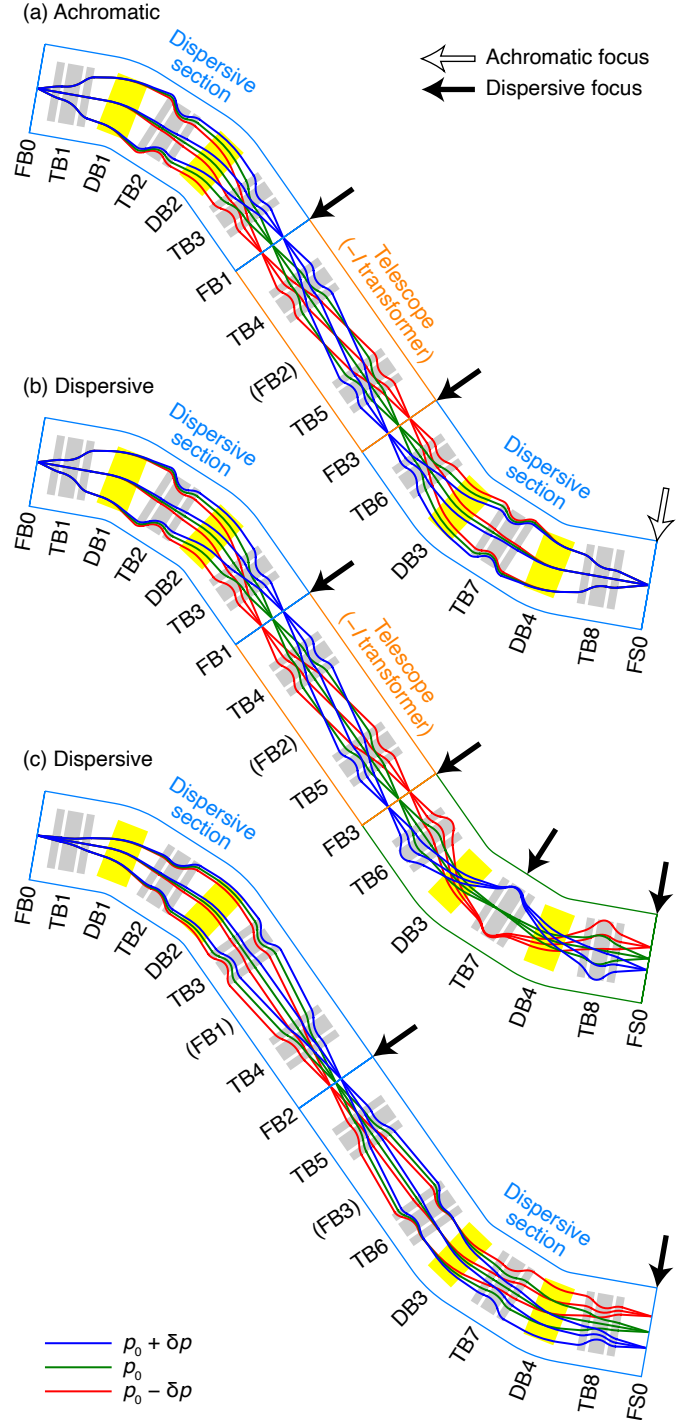 (a) Achromatic
Dispersive
section
Achromatic focus
Dispersive focus
FB0
TB1
DB1
TB2
DB2
TB3
FB1
TB4
(FB2)
TB5
FB3
TB6
DB3
TB7
DB4
TB8
FS0
Telescope
(−I transformer)
Dispersive
section
(b) Dispersive
Dispersive
section
FB0
TB1
DB1
TB2
DB2
TB3
FB1
TB4
(FB2)
TB5
FB3
TB6
DB3
TB7
DB4
TB8
FS0
Telescope
(−I transformer)
(c) Dispersive
Dispersive
section
FB0
TB1
DB1
TB2
DB2
TB3
(FB1)
TB4
FB2
TB5
(FB3)
TB6
DB3
TB7
DB4
TB8
FS0
Dispersive
section
p₀ + δp
p₀
p₀ − δp